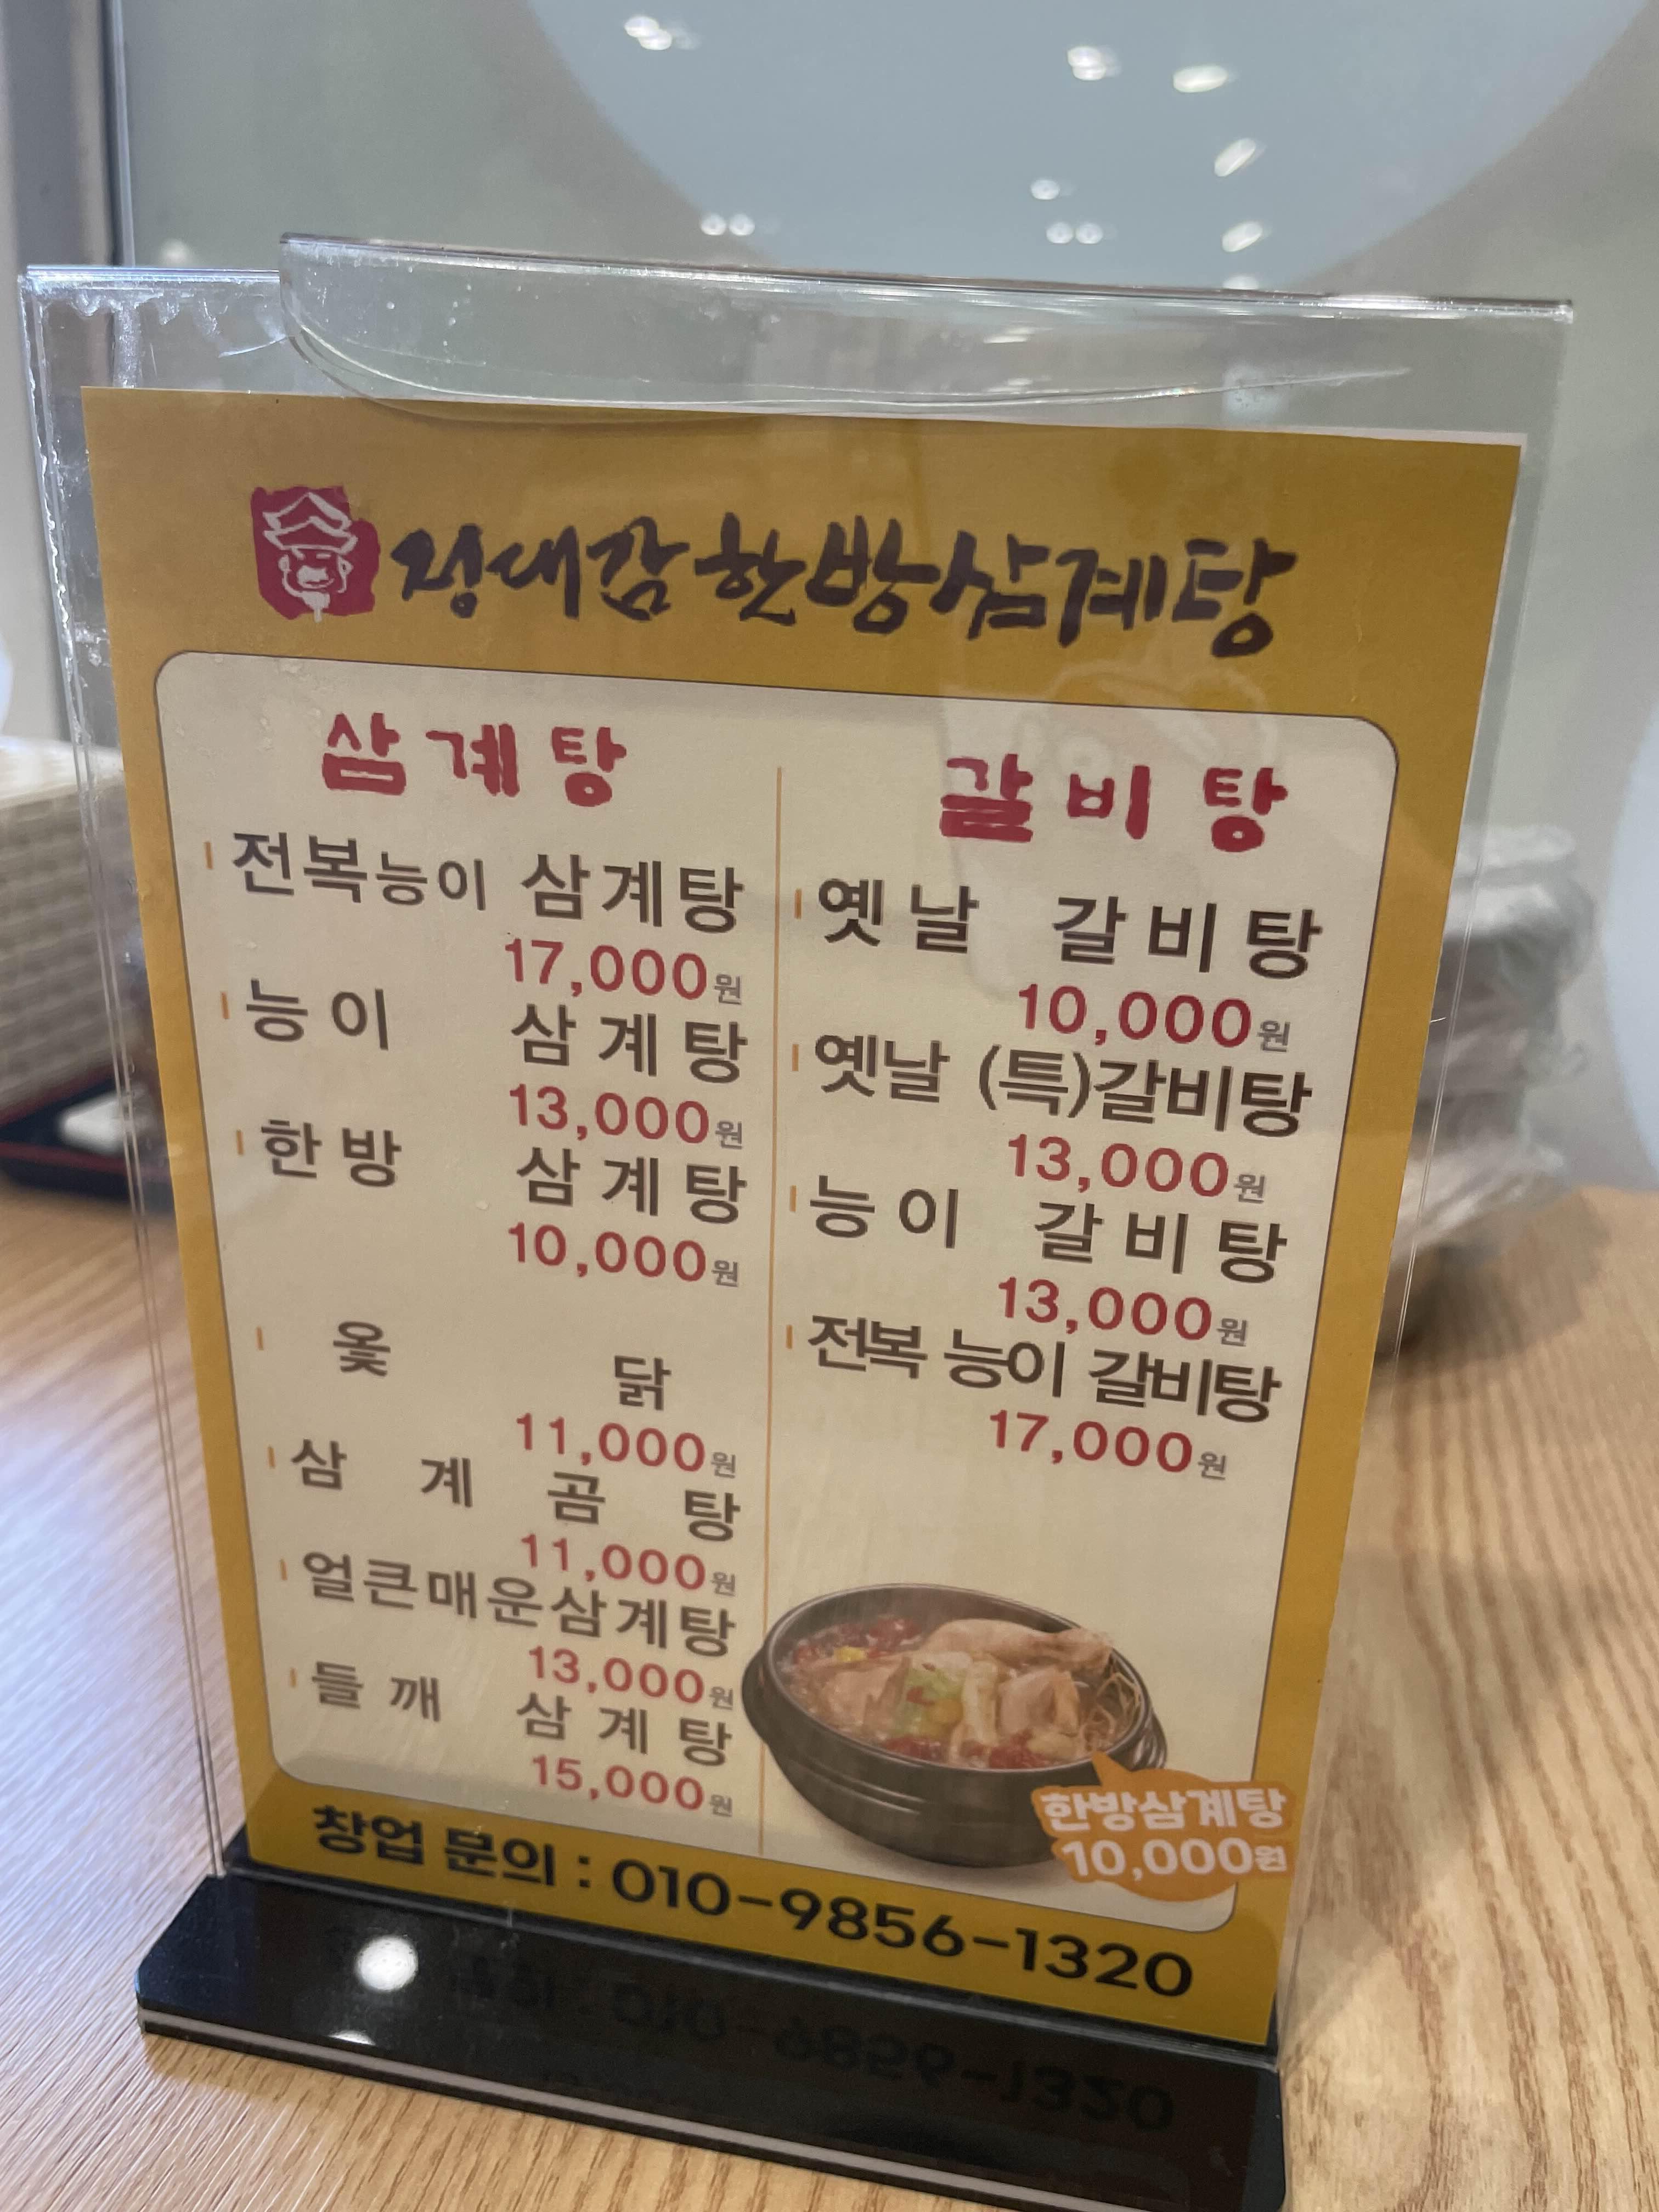 정대감 한방삼계탕
삼계탕
전복능이 삼계탕
17,000원
능이 삼계탕
13,000원
한방 삼계탕
10,000원
옻 닭
11,000원
삼계곰탕
11,000원
얼큰매운삼계탕
13,000원
들깨 삼계탕
15,000원
갈비탕
옛날 갈비탕
10,000원
옛날 (특)갈비탕
13,000원
능이 갈비탕
13,000원
전복 능이 갈비탕
17,000원
한방삼계탕
10,000원
창업 문의 : 010-9856-1320